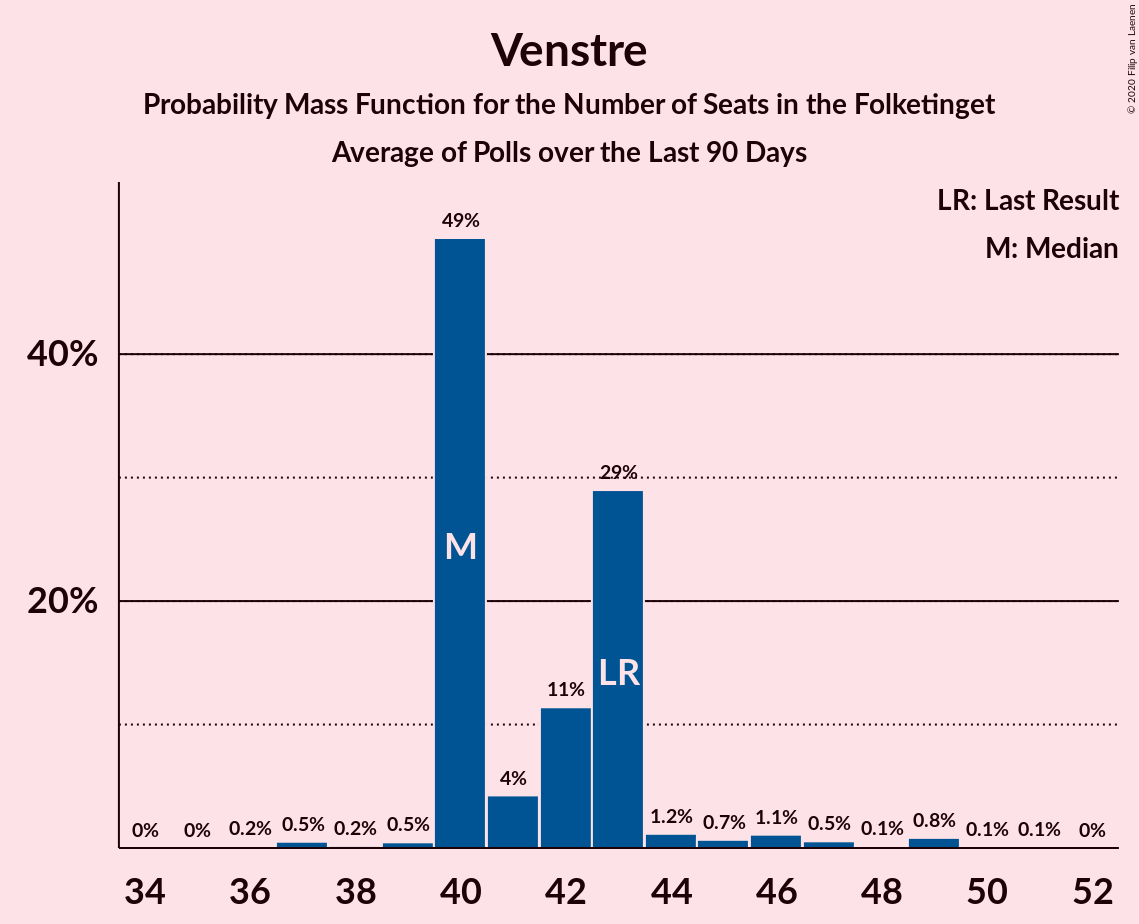 Venstre
Probability Mass Function for the Number of Seats in the Folketinget
Average of Polls over the Last 90 Days
© 2020 Filip van Laenen
LR: Last Result
M: Median
40%
20%
0%
0%
0.2%
0.5%
0.2%
0.5%
49%
4%
11%
29%
1.2%
0.7%
1.1%
0.5%
0.1%
0.8%
0.1%
0.1%
0%
M
LR
34 36 38 40 42 44 46 48 50 52